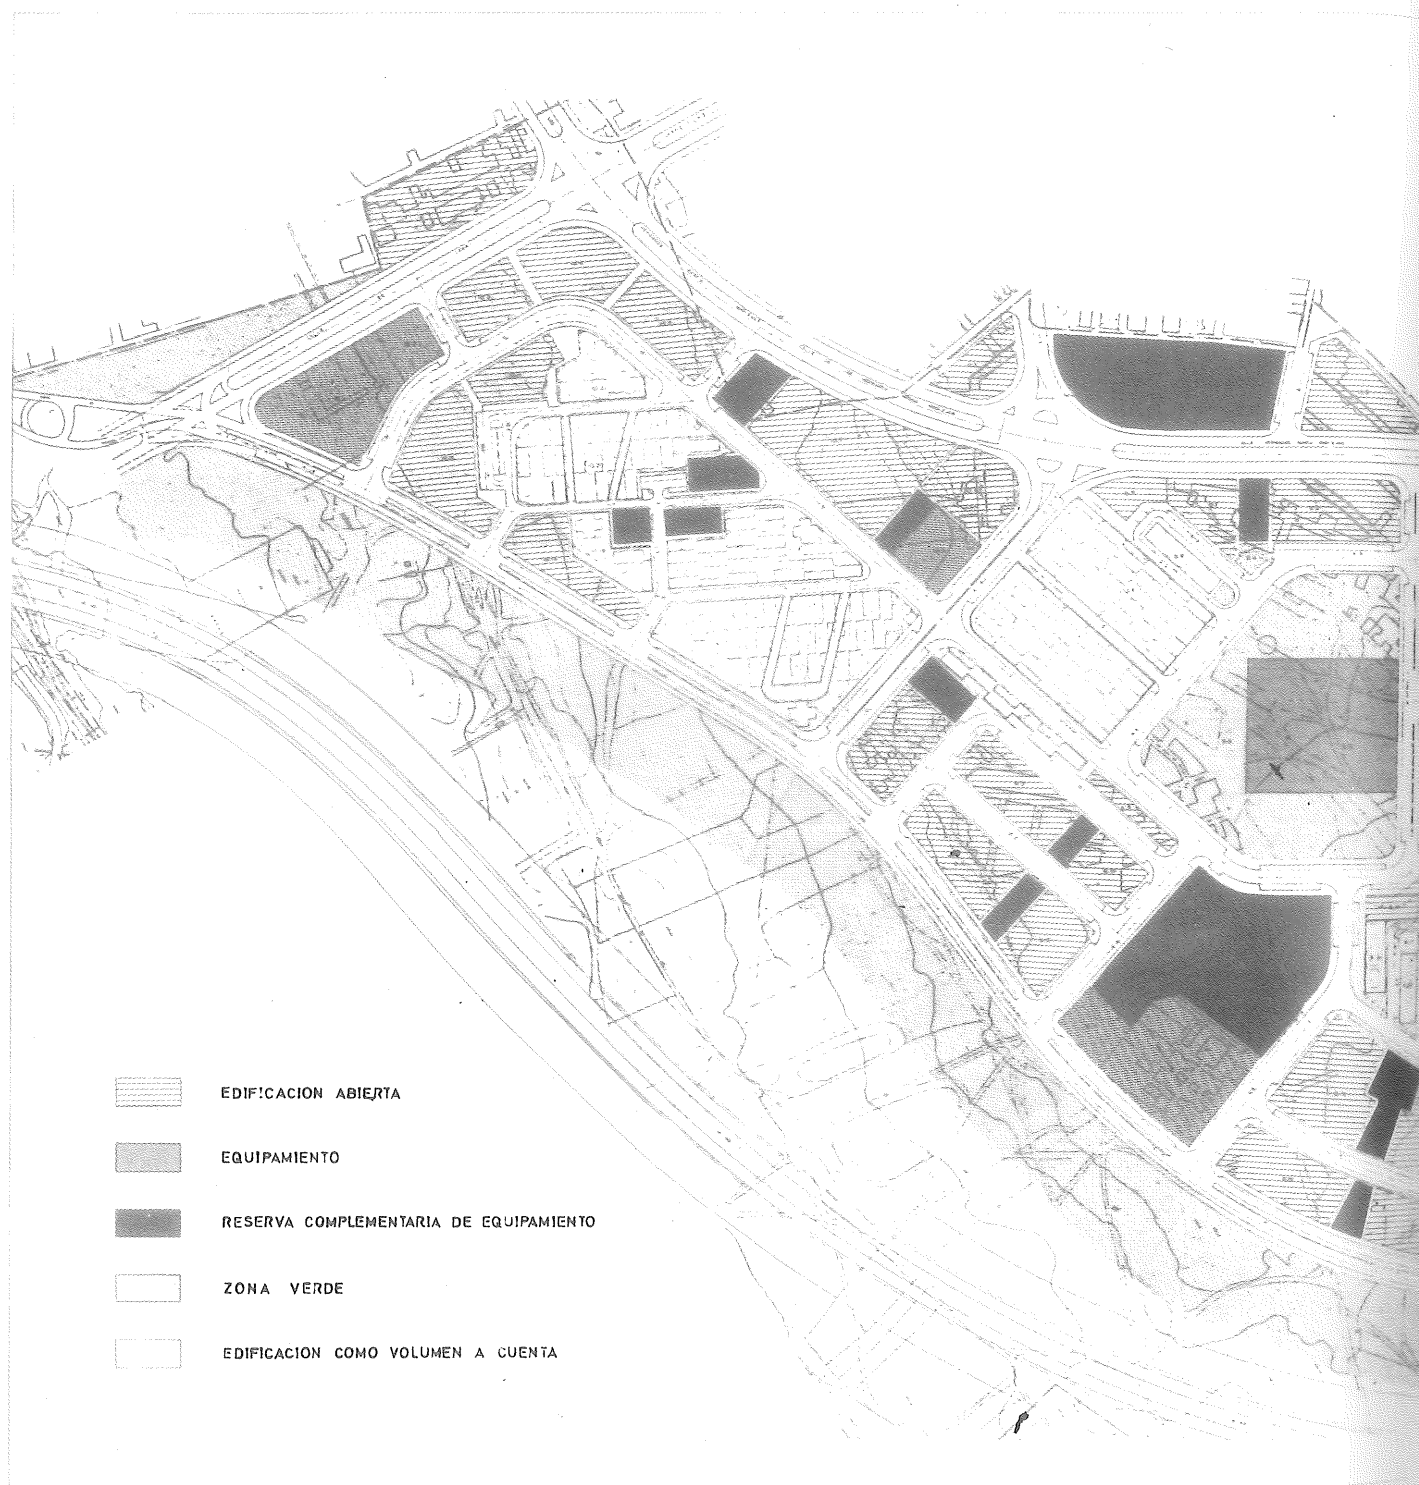 EDIFICACION ABIERTA
EQUIPAMIENTO
RESERVA COMPLEMENTARIA DE EQUIPAMIENTO
ZONA VERDE
EDIFICACION COMO VOLUMEN A CUENTA